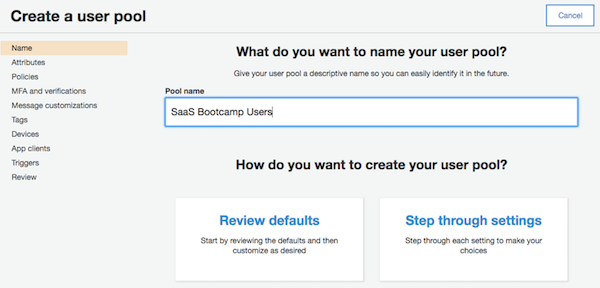 Create a user pool
Cancel
Name
Attributes
Policies
MFA and verifications
Message customizations
Tags
Devices
App clients
Triggers
Review
What do you want to name your user pool?
Give your user pool a descriptive name so you can easily identify it in the future.
Pool name
SaaS Bootcamp Users
How do you want to create your user pool?
Review defaults
Start by reviewing the defaults and then
customize as desired
Step through settings
Step through each setting to make your
choices